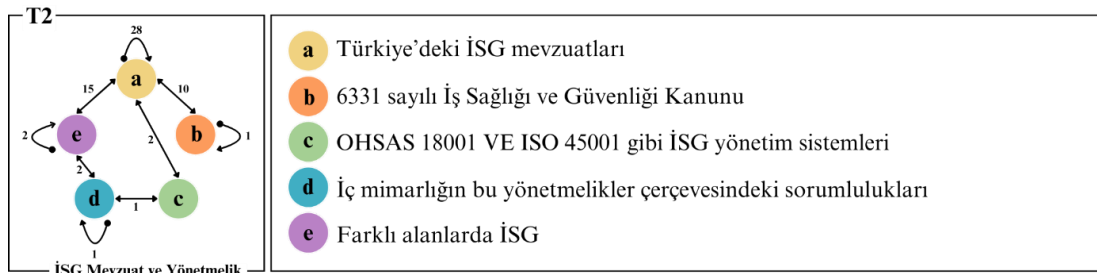 T2
28
a
15
10
2
e
b
1
2
2
d
c
1
1
İSG Mevzuat ve Yönetmelik
a Türkiye’deki İSG mevzuatları
b 6331 sayılı İş Sağlığı ve Güvenliği Kanunu
c OHSAS 18001 VE ISO 45001 gibi İSG yönetim sistemleri
d İç mimarlığın bu yönetmelikler çerçevesindeki sorumlulukları
e Farklı alanlarda İSG